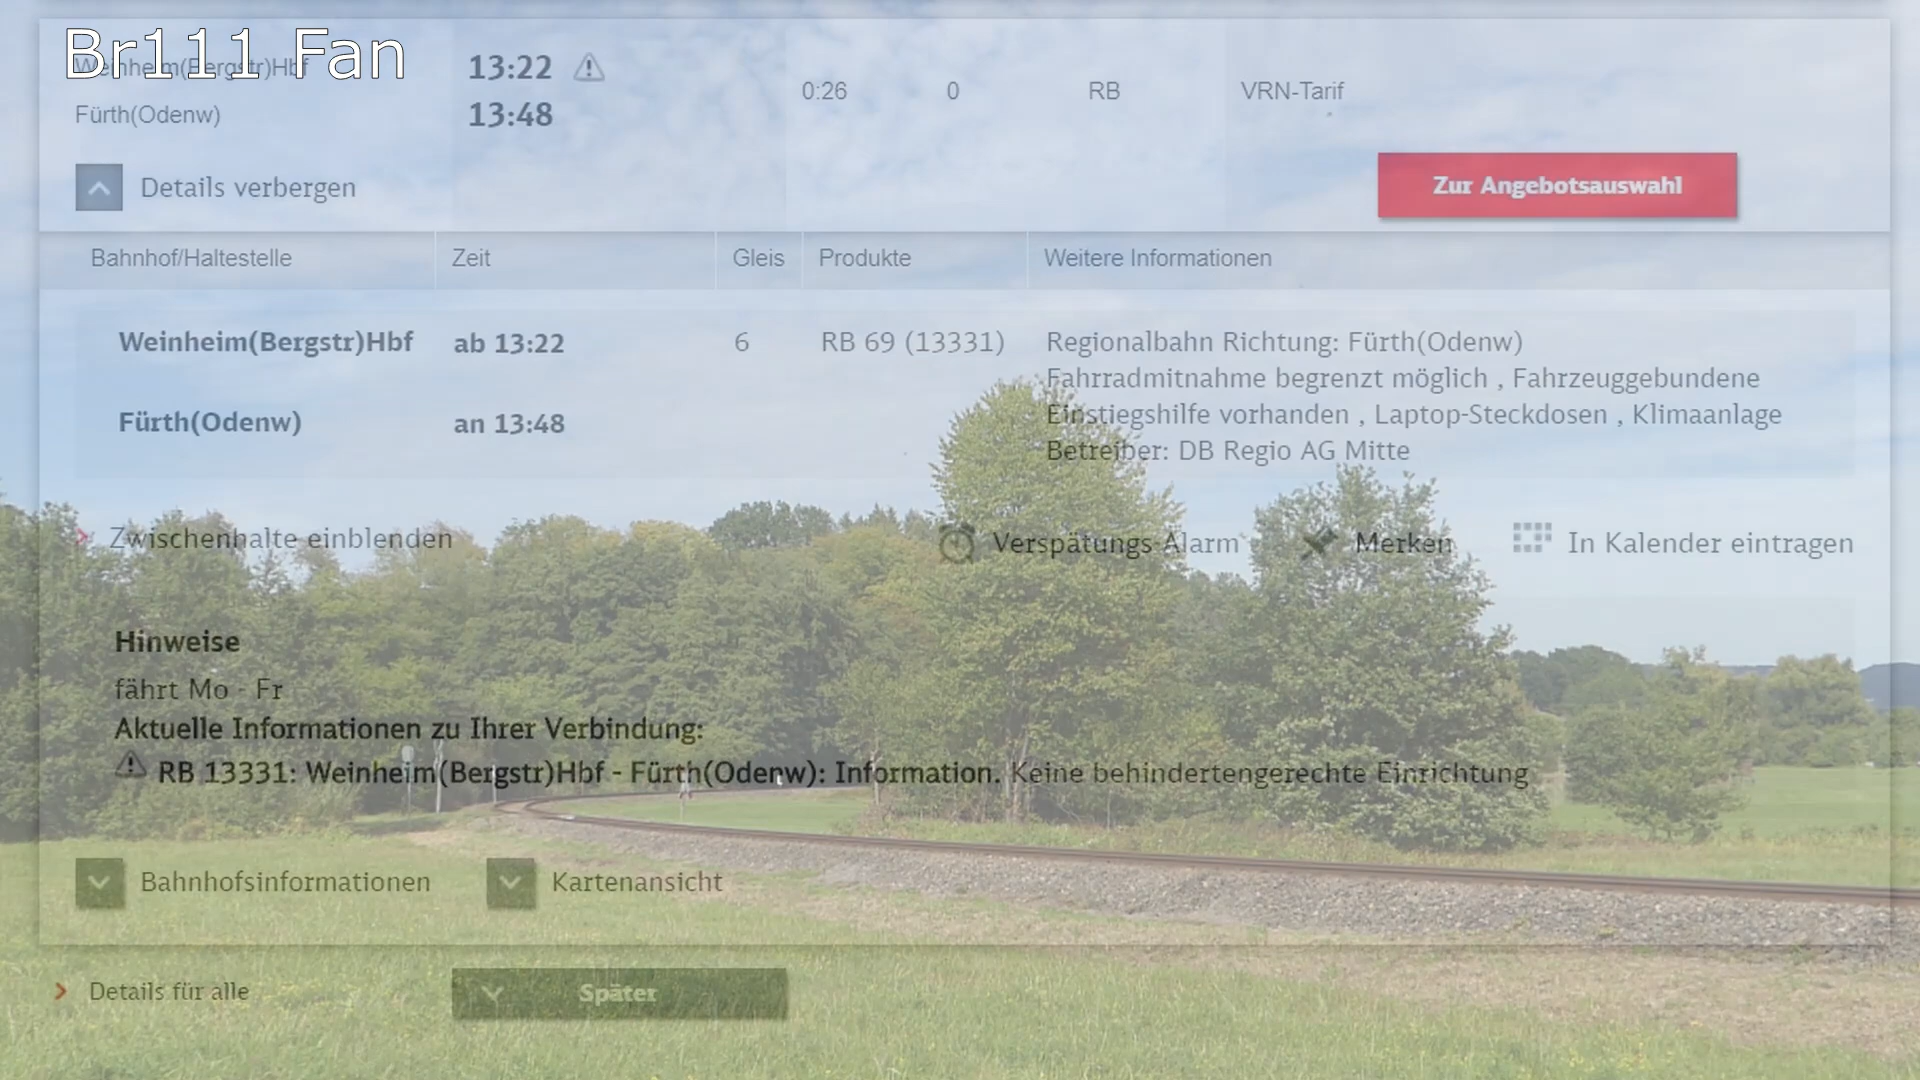 Br111 Fan
Weinheim(Bergstr)Hbf
13:22
Fürth(Odenw)
13:48
0:26
0
RB
VRN-Tarif
Details verbergen
Zur Angebotsauswahl
Bahnhof/Haltestelle
Zeit
Gleis
Produkte
Weitere Informationen
Weinheim(Bergstr)Hbf
ab 13:22
6
RB 69 (13331)
Regionalbahn Richtung: Fürth(Odenw)
Fahrradmitnahme begrenzt möglich , Fahrzeuggebundene
Einstiegshilfe vorhanden , Laptop-Steckdosen , Klimaanlage
Betreiber: DB Regio AG Mitte
Fürth(Odenw)
an 13:48
Zwischenhalte einblenden
Verspätungs-Alarm
Merken
In Kalender eintragen
Hinweise
fährt Mo - Fr
Aktuelle Informationen zu Ihrer Verbindung:
RB 13331: Weinheim(Bergstr)Hbf - Fürth(Odenw): Information. Keine behindertengerechte Einrichtung
Bahnhofsinformationen
Kartenansicht
Details für alle
Später